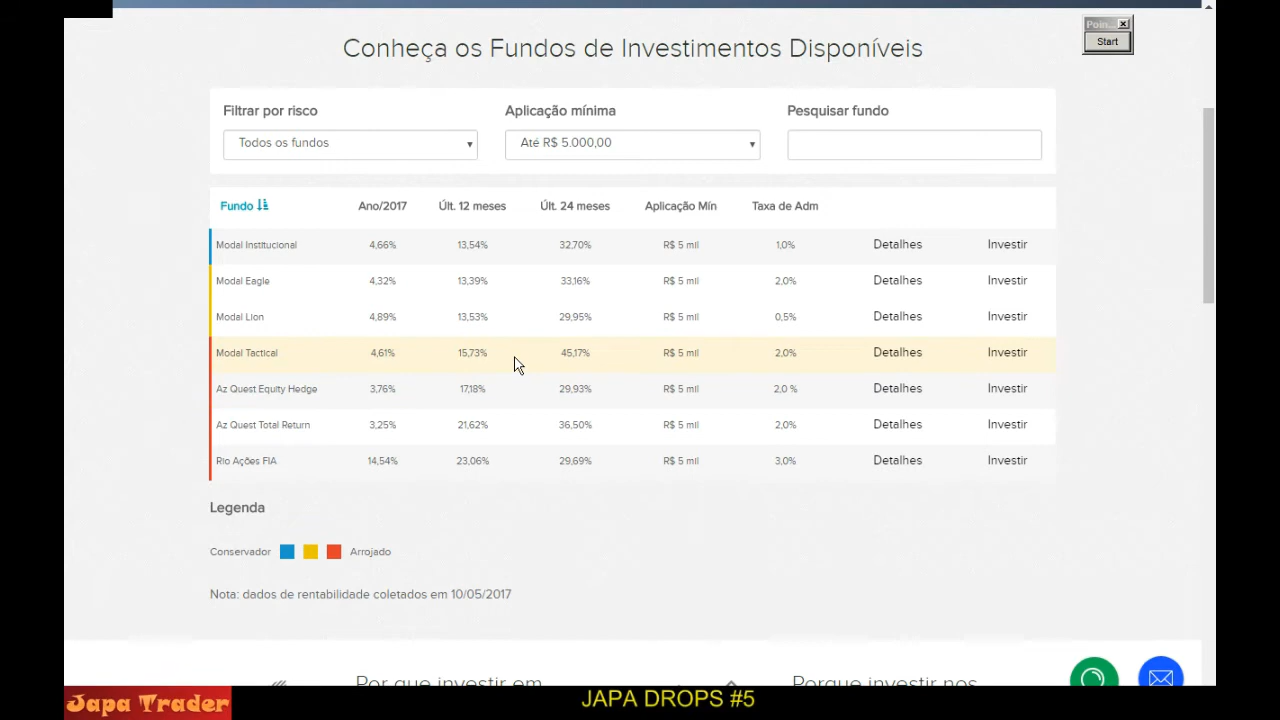 Poin...
Start
Conheça os Fundos de Investimentos Disponíveis
Filtrar por risco Aplicação mínima Pesquisar fundo
Todos os fundos Até R$ 5.000,00
Fundo Ano/2017 Últ. 12 meses Últ. 24 meses Aplicação Mín Taxa de Adm
Modal Institucional 4,66% 13,54% 32,70% R$ 5 mil 1,0% Detalhes Investir
Modal Eagle 4,32% 13,39% 33,16% R$ 5 mil 2,0% Detalhes Investir
Modal Lion 4,89% 13,53% 29,95% R$ 5 mil 0,5% Detalhes Investir
Modal Tactical 4,61% 15,73% 45,17% R$ 5 mil 2,0% Detalhes Investir
Az Quest Equity Hedge 3,76% 17,18% 29,93% R$ 5 mil 2,0 % Detalhes Investir
Az Quest Total Return 3,25% 21,62% 36,50% R$ 5 mil 2,0% Detalhes Investir
Rio Ações FIA 14,54% 23,06% 29,69% R$ 5 mil 3,0% Detalhes Investir
Legenda
Conservador Arrojado
Nota: dados de rentabilidade coletados em 10/05/2017
Por que investir em Porque investir nos
Japa Trader JAPA DROPS #5